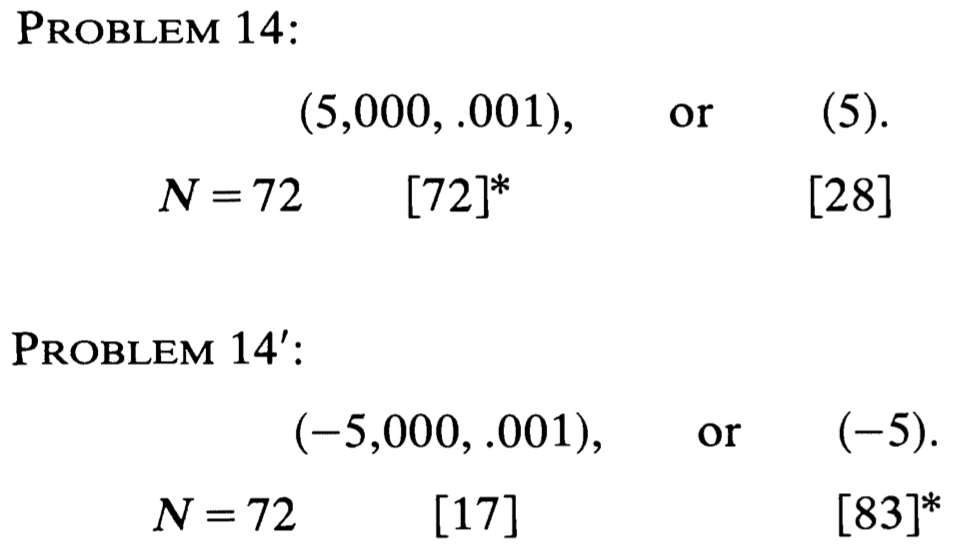 PROBLEM 14:
(5,000, .001), or (5).
N = 72 [72]* [28]
PROBLEM 14′:
(−5,000, .001), or (−5).
N = 72 [17] [83]*